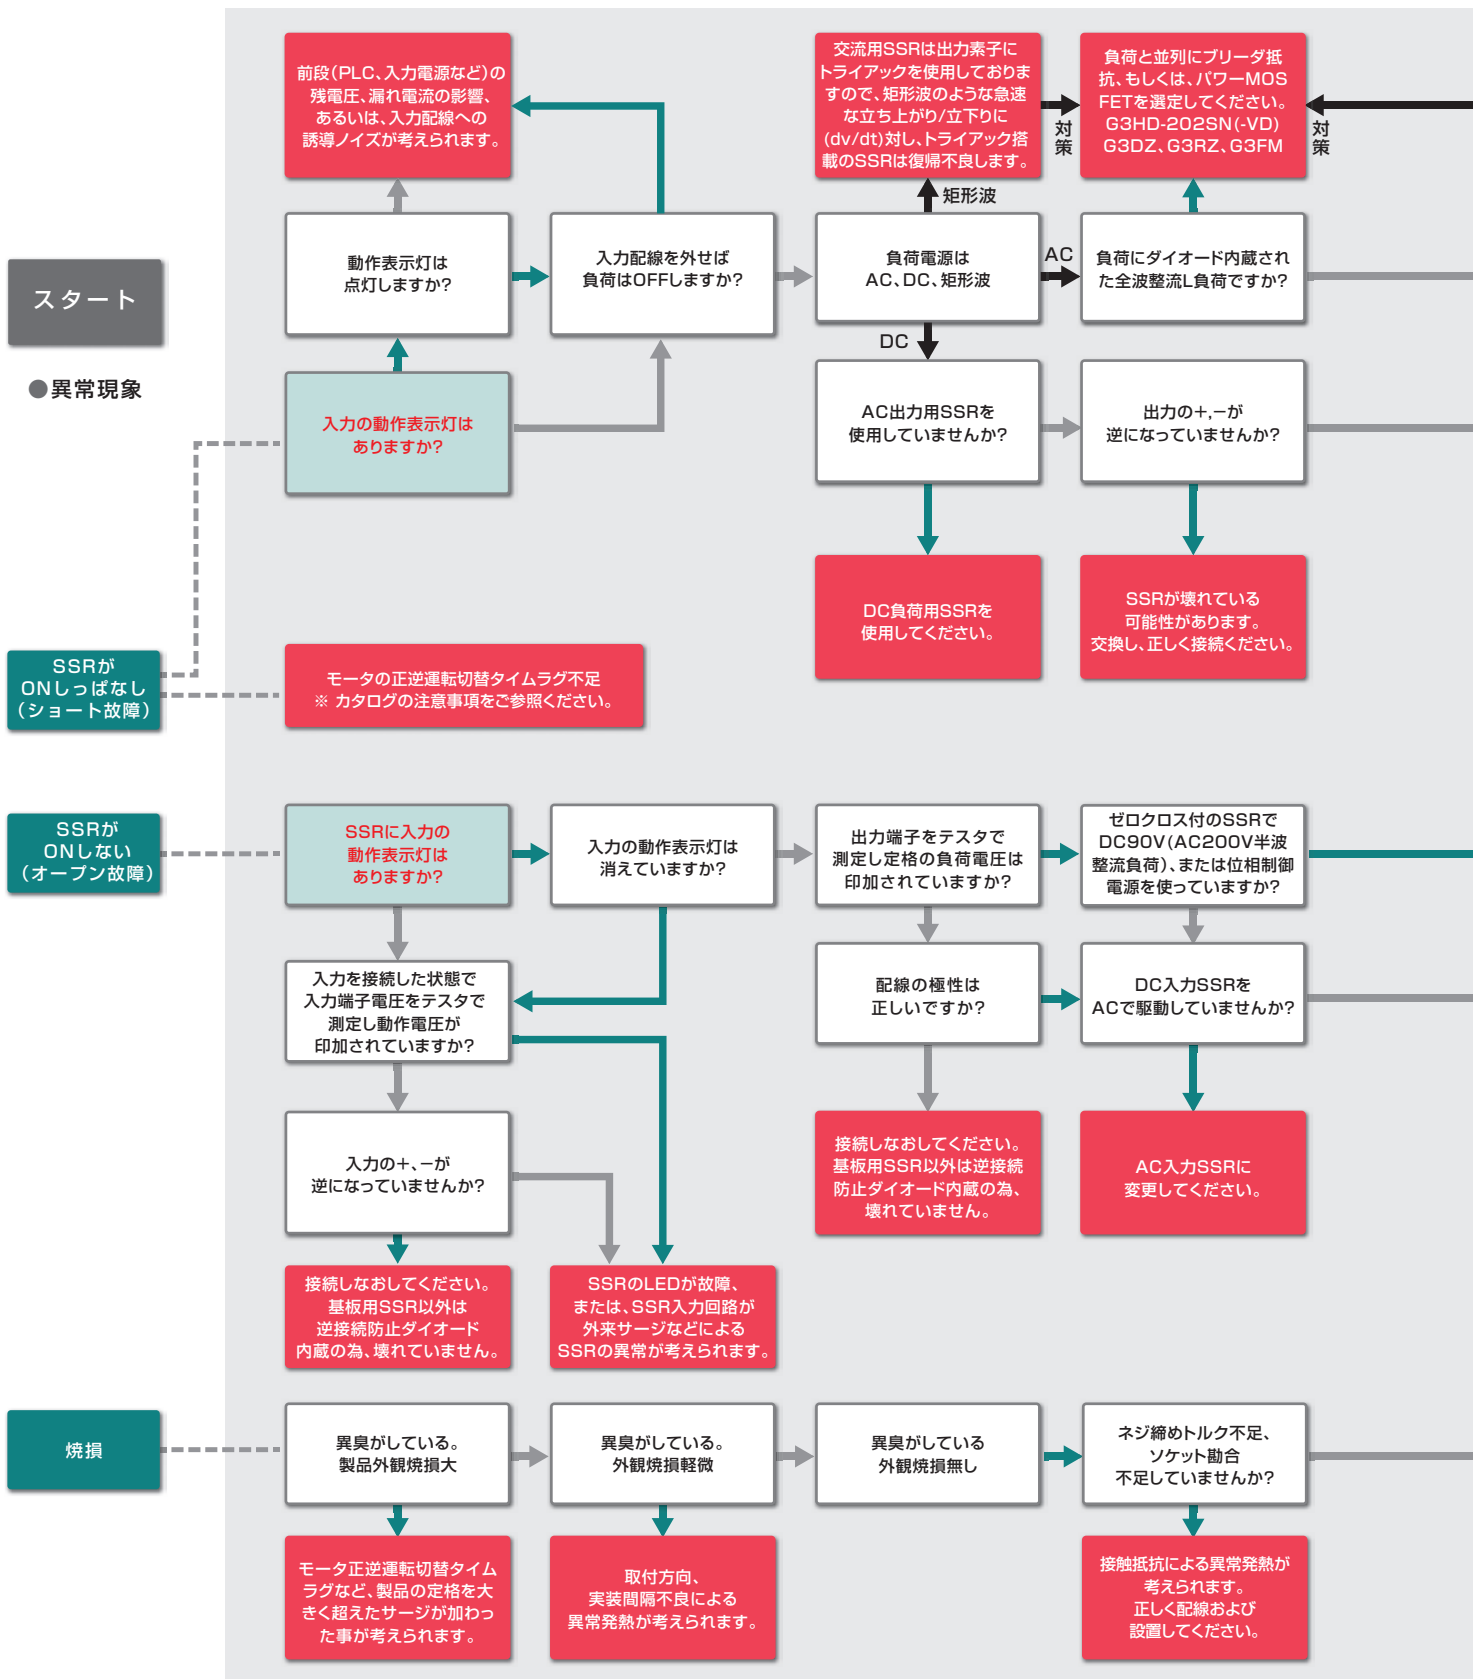 スタート
●異常現象
前段(PLC、入力電源など)の
残電圧、漏れ電流の影響、
あるいは、入力配線への
誘導ノイズが考えられます。
交流用SSRは出力素子に
トライアックを使用しておりま
すので、矩形波のような急速
な立ち上がり/立下りに
(dv/dt)対し、トライアック搭
載のSSRは復帰不良します。
対
策
負荷と並列にブリーダ抵
抗、もしくは、パワーMOS
FETを選定してください。
G3HD-202SN(-VD)
G3DZ、G3RZ、G3FM
対
策
矩形波
動作表示灯は
点灯しますか?
入力配線を外せば
負荷はOFFしますか?
負荷電源は
AC、DC、矩形波
AC
負荷にダイオード内蔵され
た全波整流L負荷ですか?
DC
入力の動作表示灯は
ありますか?
AC出力用SSRを
使用していませんか?
出力の+,−が
逆になっていませんか?
DC負荷用SSRを
使用してください。
SSRが壊れている
可能性があります。
交換し、正しく接続ください。
SSRが
ONしっぱなし
(ショート故障)
モータの正逆運転切替タイムラグ不足
※ カタログの注意事項をご参照ください。
SSRが
ONしない
(オープン故障)
SSRに入力の
動作表示灯は
ありますか?
入力の動作表示灯は
消えていますか?
出力端子をテスタで
測定し定格の負荷電圧は
印加されていますか?
ゼロクロス付のSSRで
DC90V(AC200V半波
整流負荷)、または位相制御
電源を使っていますか?
入力を接続した状態で
入力端子電圧をテスタで
測定し動作電圧が
印加されていますか?
配線の極性は
正しいですか?
DC入力SSRを
ACで駆動していませんか?
入力の+、−が
逆になっていませんか?
接続しなおしてください。
基板用SSR以外は逆接続
防止ダイオード内蔵の為、
壊れていません。
AC入力SSRに
変更してください。
接続しなおしてください。
基板用SSR以外は
逆接続防止ダイオード
内蔵の為、壊れていません。
SSRのLEDが故障、
または、SSR入力回路が
外来サージなどによる
SSRの異常が考えられます。
焼損
異臭がしている。
製品外観焼損大
異臭がしている。
外観焼損軽微
異臭がしている
外観焼損無し
ネジ締めトルク不足、
ソケット勘合
不足していませんか?
モータ正逆運転切替タイム
ラグなど、製品の定格を大
きく超えたサージが加わっ
た事が考えられます。
取付方向、
実装間隔不良による
異常発熱が考えられます。
接触抵抗による異常発熱が
考えられます。
正しく配線および
設置してください。